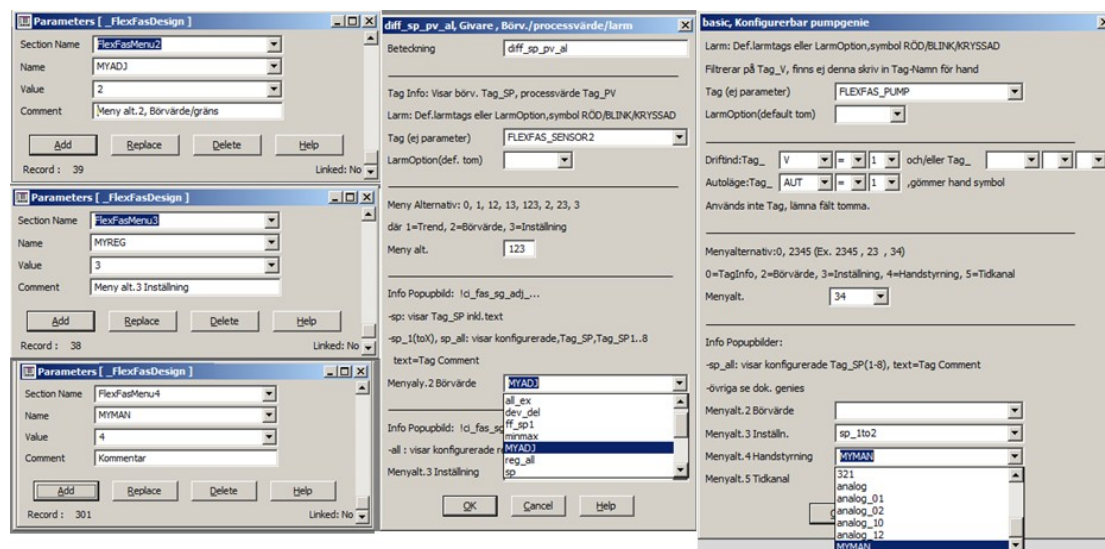 Parameters [ _FlexFasDesign ]
Section Name FlexFasMenu2
Name MYADJ
Value 2
Comment Meny alt.2, Börvärde/gräns
Add Replace Delete Help
Record : 39 Linked: No
Parameters [ _FlexFasDesign ]
Section Name FlexFasMenu3
Name MYREG
Value 3
Comment Meny alt.3 Inställning
Add Replace Delete Help
Record : 38 Linked: No
Parameters [ _FlexFasDesign ]
Section Name FlexFasMenu4
Name MYMAN
Value 4
Comment Kommentar
Add Replace Delete Help
Record : 301 Linked: No
diff_sp_pv_al, Givare , Börv./processvärde/larm
Beteckning diff_sp_pv_al
Tag Info: Visar börv. Tag_SP, processvärde Tag_PV
Larm: Def.larmtags eller LarmOption,symbol RÖD/BLINK/KRYSSAD
Tag (ej parameter) FLEXFAS_SENSOR2
LarmOption(def. tom)
Meny Alternativ: 0, 1, 12, 13, 123, 2, 23, 3
där 1=Trend, 2=Börvärde, 3=Inställning
Meny alt. 123
Info Popupbild: !ci_fas_sg_adj_...
-sp: visar Tag_SP inkl.text
-sp_1(toX), sp_all: visar konfigurerade,Tag_SP,Tag_SP1..8
text=Tag Comment
Menyaly.2 Börvärde MYADJ
all_ex
dev_del
ff_sp1
minmax
MYADJ
reg_all
sp
Info Popupbild: !ci_fas_sg
-all : visar konfigurerade re
Menyalt.3 Inställning
OK Cancel Help
basic, Konfigurerbar pumpgenie
Larm: Def.larmtags eller LarmOption,symbol RÖD/BLINK/KRYSSAD
Filtrerar på Tag_V, finns ej denna skriv in Tag-Namn för hand
Tag (ej parameter) FLEXFAS_PUMP
LarmOption(default tom)
Driftind:Tag_ V = 1 och/eller Tag_
Autoläge:Tag_ AUT = 1 ,gömmer hand symbol
Används inte Tag, lämna fält tomma.
Menyalternativ:0, 2345 (Ex. 2345 , 23 , 34)
0=TagInfo, 2=Börvärde, 3=Inställning, 4=Handstyrning, 5=Tidkanal
Menyalt. 34
Info Popupbilder:
-sp_all: visar konfigurerade Tag_SP(1-8), text=Tag Comment
-övriga se dok. genies
Menyalt.2 Börvärde
Menyalt.3 Inställn. sp_1to2
Menyalt.4 Handstyrning MYMAN
Menyalt.5 Tidkanal
321
analog
analog_01
analog_02
analog_10
analog_12
MYMAN